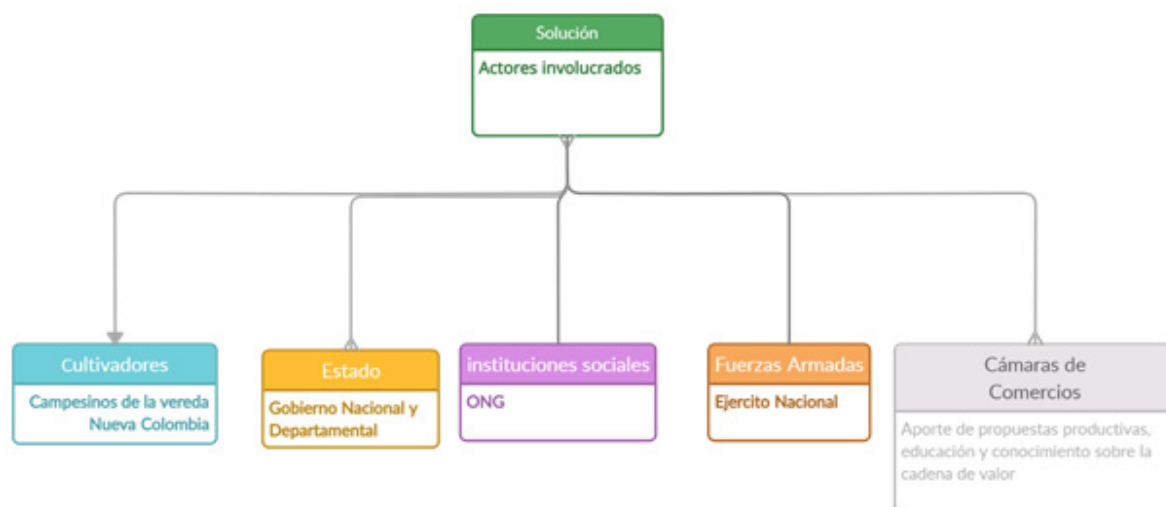 Solución
Actores involucrados
Cultivadores
Campesinos de la vereda
Nueva Colombia
Estado
Gobierno Nacional y
Departamental
instituciones sociales
ONG
Fuerzas Armadas
Ejercito Nacional
Cámaras de
Comercios
Aporte de propuestas productivas,
educación y conocimiento sobre la
cadena de valor